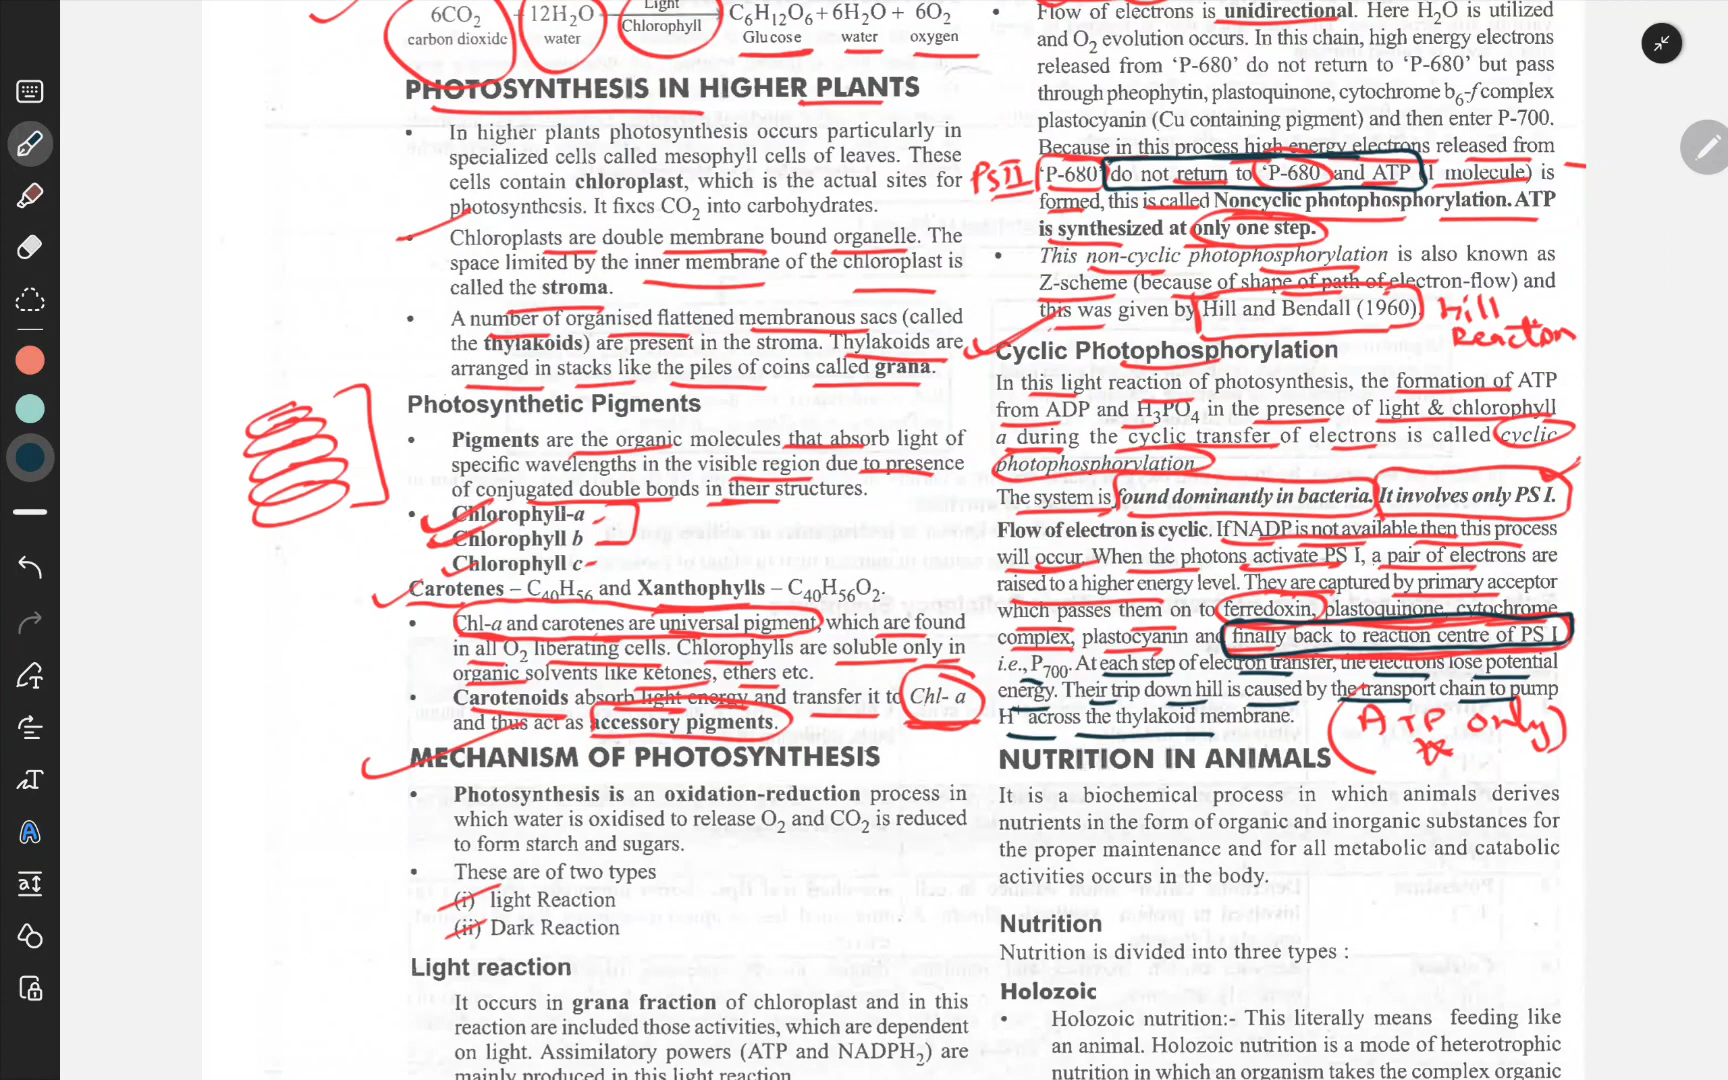 6CO2 + 12H2O Light Chlorophyll C6H12O6 + 6H2O + 6O2
carbon dioxide water Glucose water oxygen
PHOTOSYNTHESIS IN HIGHER PLANTS
• In higher plants photosynthesis occurs particularly in
specialized cells called mesophyll cells of leaves. These
cells contain chloroplast, which is the actual sites for
photosynthesis. It fixes CO2 into carbohydrates.
• Chloroplasts are double membrane bound organelle. The
space limited by the inner membrane of the chloroplast is
called the stroma.
• A number of organised flattened membranous sacs (called
the thylakoids) are present in the stroma. Thylakoids are
arranged in stacks like the piles of coins called grana.
Photosynthetic Pigments
• Pigments are the organic molecules that absorb light of
specific wavelengths in the visible region due to presence
of conjugated double bonds in their structures.
• Chlorophyll-a
Chlorophyll b
Chlorophyll c
Carotenes – C40H56 and Xanthophylls – C40H56O2.
• Chl-a and carotenes are universal pigment, which are found
in all O2 liberating cells. Chlorophylls are soluble only in
organic solvents like ketones, ethers etc.
• Carotenoids absorb light energy and transfer it to Chl- a
and thus act as accessory pigments.
MECHANISM OF PHOTOSYNTHESIS
• Photosynthesis is an oxidation-reduction process in
which water is oxidised to release O2 and CO2 is reduced
to form starch and sugars.
• These are of two types
(i) light Reaction
(ii) Dark Reaction
Light reaction
It occurs in grana fraction of chloroplast and in this
reaction are included those activities, which are dependent
on light. Assimilatory powers (ATP and NADPH2) are
mainly produced in this light reaction.
• Flow of electrons is unidirectional. Here H2O is utilized
and O2 evolution occurs. In this chain, high energy electrons
released from ‘P-680’ do not return to ‘P-680’ but pass
through pheophytin, plastoquinone, cytochrome b6-f complex
plastocyanin (Cu containing pigment) and then enter P-700.
Because in this process high energy electrons released from
PS II ‘P-680’ do not return to ‘P-680 and ATP (1 molecule) is
formed, this is called Noncyclic photophosphorylation. ATP
is synthesized at only one step.
• This non-cyclic photophosphorylation is also known as
Z-scheme (because of shape of path of electron-flow) and
this was given by Hill and Bendall (1960).
Hill
Reaction
Cyclic Photophosphorylation
In this light reaction of photosynthesis, the formation of ATP
from ADP and H3PO4 in the presence of light & chlorophyll
a during the cyclic transfer of electrons is called cyclic
photophosphorylation.
The system is found dominantly in bacteria. It involves only PS I.
Flow of electron is cyclic. If NADP is not available then this process
will occur. When the photons activate PS I, a pair of electrons are
raised to a higher energy level. They are captured by primary acceptor
which passes them on to ferredoxin, plastoquinone, cytochrome
complex, plastocyanin and finally back to reaction centre of PS I
i.e., P700. At each step of electron transfer, the electrons lose potential
energy. Their trip down hill is caused by the transport chain to pump
H+ across the thylakoid membrane.
(ATP only)
NUTRITION IN ANIMALS
It is a biochemical process in which animals derives
nutrients in the form of organic and inorganic substances for
the proper maintenance and for all metabolic and catabolic
activities occurs in the body.
Nutrition
Nutrition is divided into three types :
Holozoic
• Holozoic nutrition:- This literally means feeding like
an animal. Holozoic nutrition is a mode of heterotrophic
nutrition in which an organism takes the complex organic